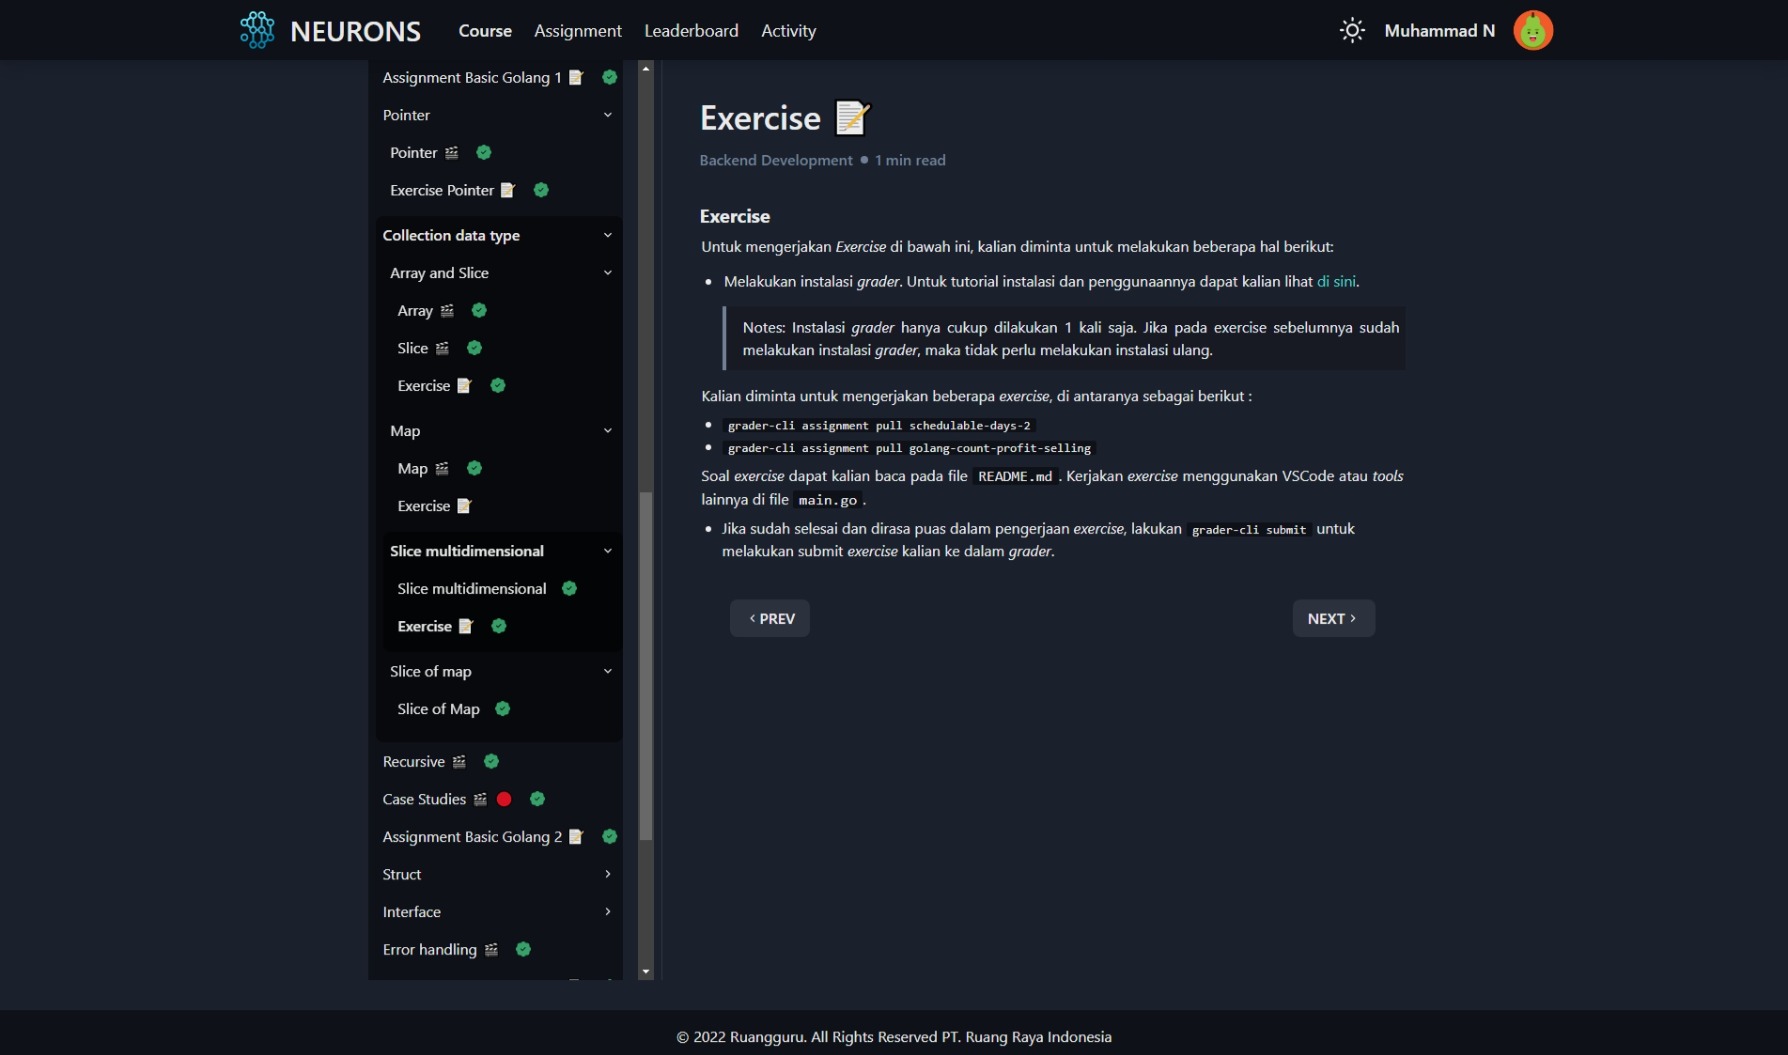 NEURONS
Course Assignment Leaderboard Activity
Muhammad N
Assignment Basic Golang 1
Pointer
Pointer
Exercise Pointer
Collection data type
Array and Slice
Array
Slice
Exercise
Map
Map
Exercise
Slice multidimensional
Slice multidimensional
Exercise
Slice of map
Slice of Map
Recursive
Case Studies
Assignment Basic Golang 2
Struct
Interface
Error handling
Exercise
Backend Development • 1 min read
Exercise
Untuk mengerjakan Exercise di bawah ini, kalian diminta untuk melakukan beberapa hal berikut:
• Melakukan instalasi grader. Untuk tutorial instalasi dan penggunaannya dapat kalian lihat di sini.
Notes: Instalasi grader hanya cukup dilakukan 1 kali saja. Jika pada exercise sebelumnya sudah
melakukan instalasi grader, maka tidak perlu melakukan instalasi ulang.
Kalian diminta untuk mengerjakan beberapa exercise, di antaranya sebagai berikut :
• grader-cli assignment pull schedulable-days-2
• grader-cli assignment pull golang-count-profit-selling
Soal exercise dapat kalian baca pada file README.md . Kerjakan exercise menggunakan VSCode atau tools
lainnya di file main.go .
• Jika sudah selesai dan dirasa puas dalam pengerjaan exercise, lakukan grader-cli submit untuk
melakukan submit exercise kalian ke dalam grader.
‹ PREV
NEXT ›
© 2022 Ruangguru. All Rights Reserved PT. Ruang Raya Indonesia